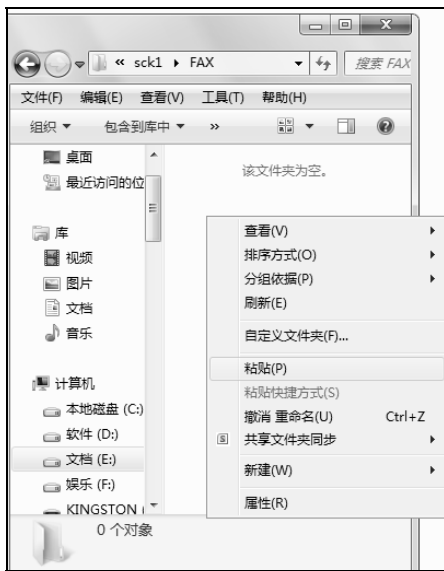 « sck1 ▸ FAX
搜索 FAX
文件(F) 编辑(E) 查看(V) 工具(T) 帮助(H)
组织 ▼ 包含到库中 ▼ »
桌面
最近访问的位
库
视频
图片
文档
音乐
计算机
本地磁盘 (C:)
软件 (D:)
文档 (E:)
娱乐 (F:)
KINGSTON (
该文件夹为空。
查看(V)
排序方式(O)
分组依据(P)
刷新(E)
自定义文件夹(F)...
粘贴(P)
粘贴快捷方式(S)
撤消 重命名(U) Ctrl+Z
共享文件夹同步
新建(W)
属性(R)
0 个对象